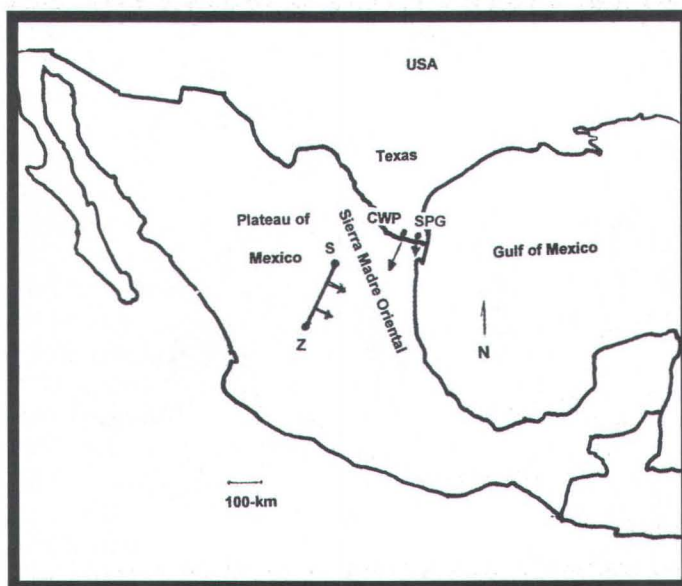 USA
Texas
CWP SPG
Plateau of
Mexico
S
Sierra Madre Oriental
Gulf of Mexico
Z
N
100-km